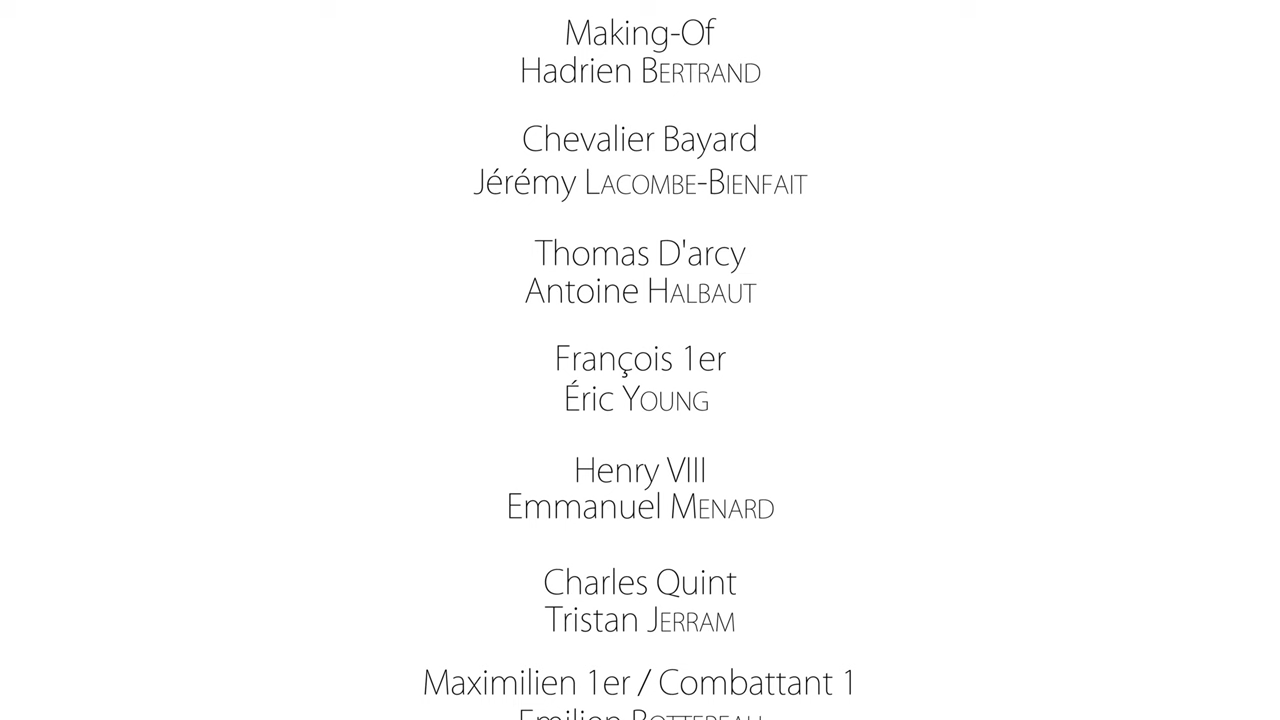 Making-Of
Hadrien BERTRAND
Chevalier Bayard
Jérémy LACOMBE-BIENFAIT
Thomas D'arcy
Antoine HALBAUT
François 1er
Éric YOUNG
Henry VIII
Emmanuel MENARD
Charles Quint
Tristan JERRAM
Maximilien 1er / Combattant 1
Emilien